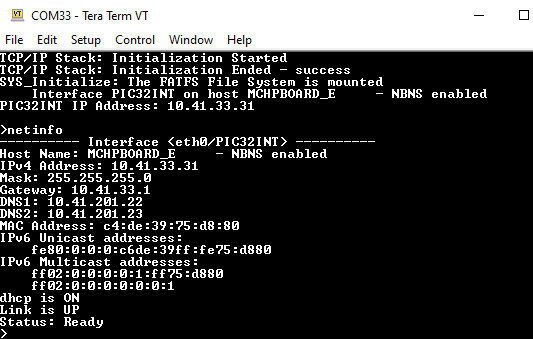 COM33 - Tera Term VT
File Edit Setup Control Window Help
TCP/IP Stack: Initialization Started
TCP/IP Stack: Initialization Ended - success
SYS_Initialize: The FATFS File System is mounted
     Interface PIC32INT on host MCHPBOARD_E     - NBNS enabled
PIC32INT IP Address: 10.41.33.31
>netinfo
---------- Interface <eth0/PIC32INT> ----------
Host Name: MCHPBOARD_E     - NBNS enabled
IPv4 Address: 10.41.33.31
Mask: 255.255.255.0
Gateway: 10.41.33.1
DNS1: 10.41.201.22
DNS2: 10.41.201.23
MAC Address: c4:de:39:75:d8:80
IPv6 Unicast addresses:
    fe80:0:0:0:c6de:39ff:fe75:d880
IPv6 Multicast addresses:
    ff02:0:0:0:0:1:ff75:d880
    ff02:0:0:0:0:0:0:1
dhcp is ON
Link is UP
Status: Ready
>